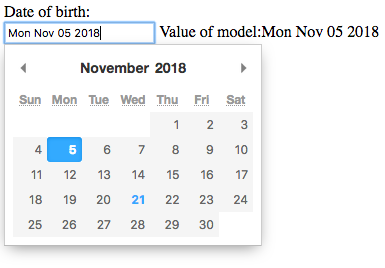 Date of birth:
Mon Nov 05 2018 Value of model:Mon Nov 05 2018
November 2018
Sun Mon Tue Wed Thu Fri Sat
1 2 3
4 5 6 7 8 9 10
11 12 13 14 15 16 17
18 19 20 21 22 23 24
25 26 27 28 29 30